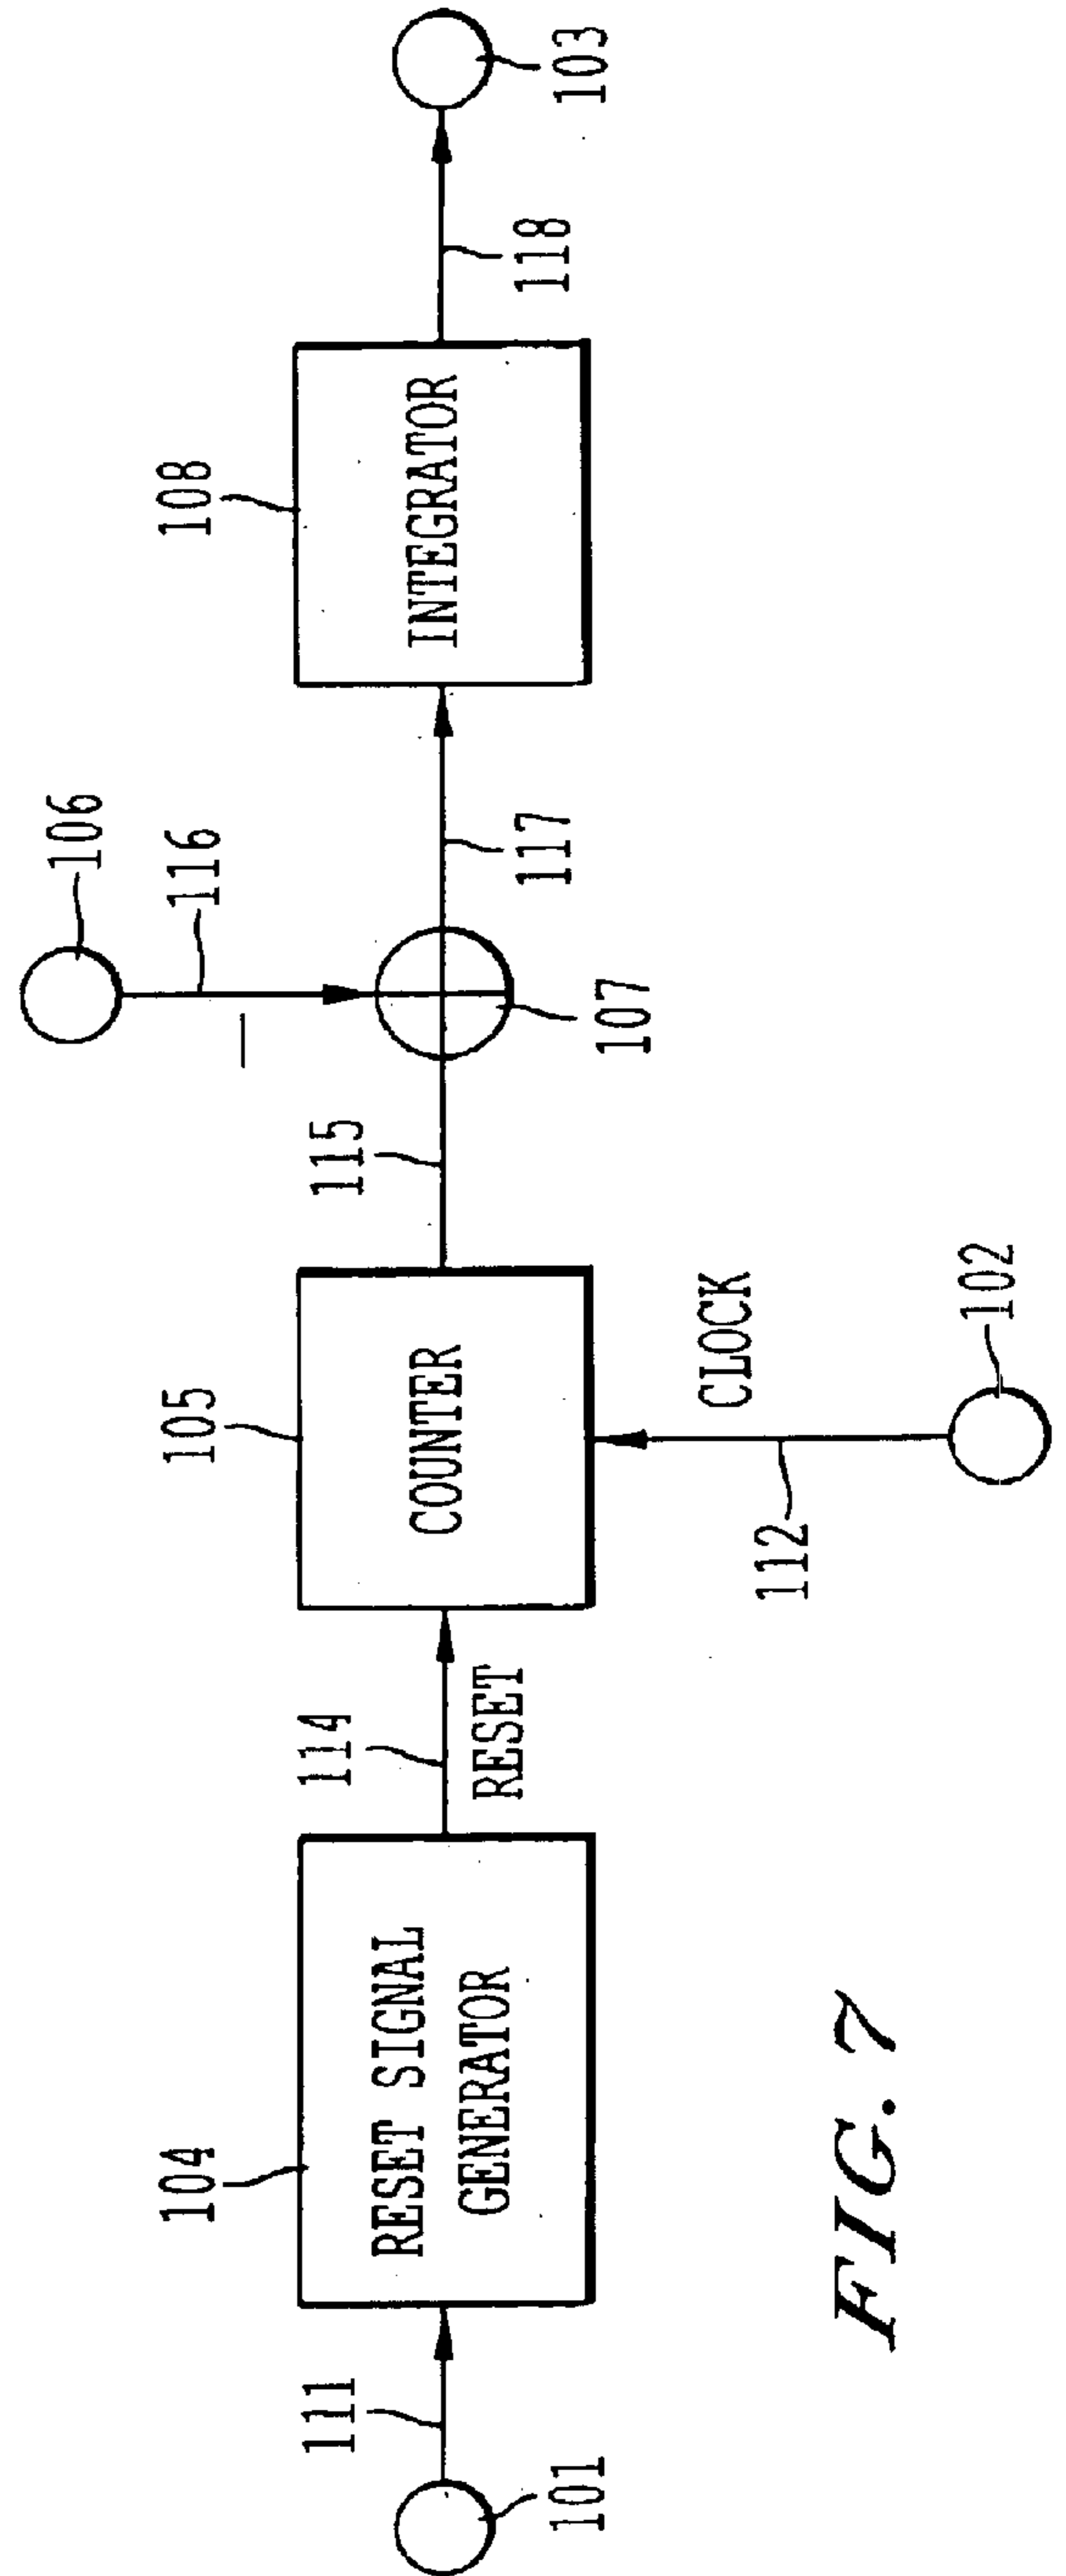 106
116
108
105
115
104
114
111
RESET SIGNAL
GENERATOR
COUNTER
INTEGRATOR
RESET
107
117
118
103
101
CLOCK
112
102
FIG. 7